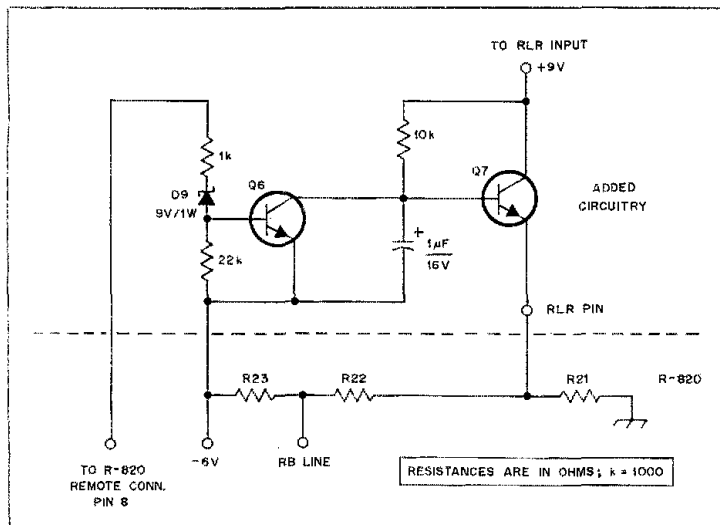 TO RLR INPUT
+9V
1k
10k
D9
9V/1W
Q6
Q7
ADDED
CIRCUITRY
22k
+
1µF
16V
RLR PIN
R23
R22
R21
R-820
TO R-820
REMOTE CONN.
PIN 8
-6V
RB LINE
RESISTANCES ARE IN OHMS; k = 1000